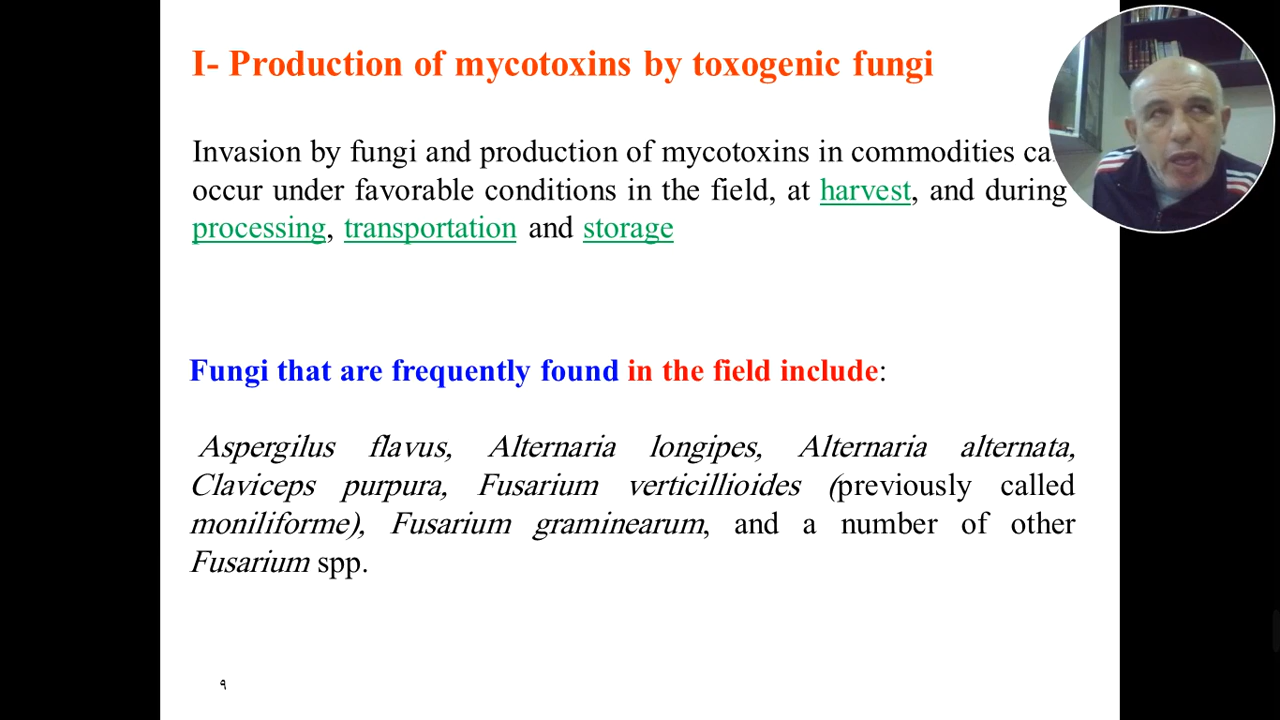 I- Production of mycotoxins by toxogenic fungi
Invasion by fungi and production of mycotoxins in commodities
occur under favorable conditions in the field, at harvest, and during
processing, transportation and storage
Fungi that are frequently found in the field include:
Aspergilus flavus, Alternaria longipes, Alternaria alternata,
Claviceps purpura, Fusarium verticillioides (previously called
moniliforme), Fusarium graminearum, and a number of other
Fusarium spp.
٩